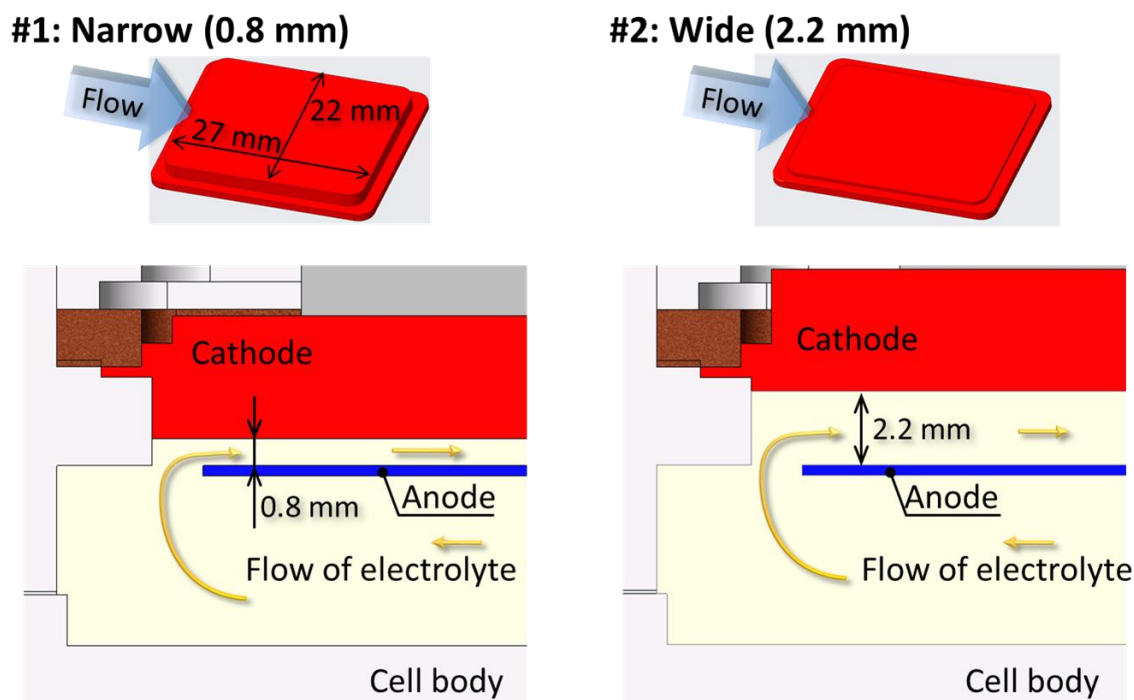 #1: Narrow (0.8 mm)
Flow
22 mm
27 mm
Cathode
0.8 mm
Anode
Flow of electrolyte
Cell body
#2: Wide (2.2 mm)
Flow
Cathode
2.2 mm
Anode
Flow of electrolyte
Cell body